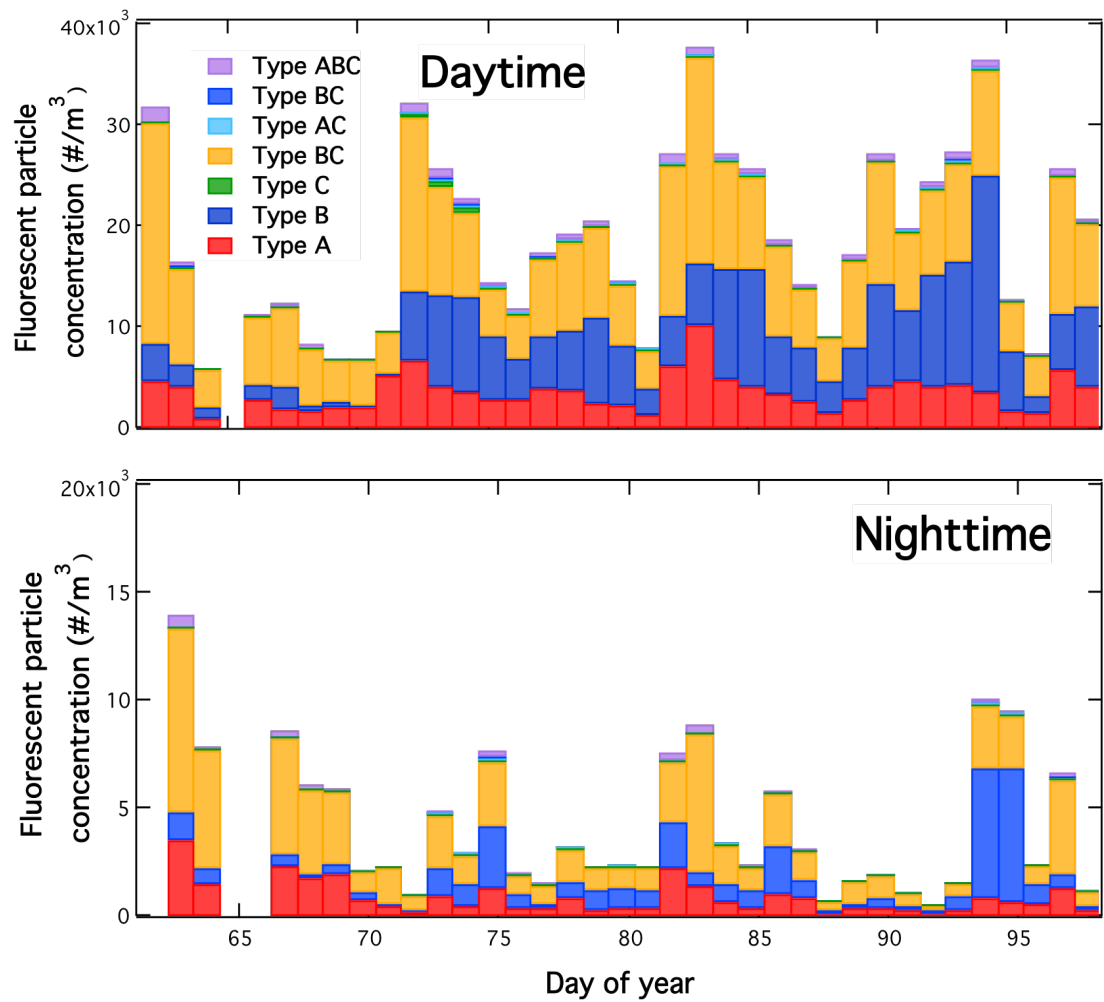 40x10³
30
20
10
0
Fluorescent particle
concentration (#/m³)
Daytime
Type ABC
Type BC
Type AC
Type BC
Type C
Type B
Type A
20x10³
15
10
5
0
Fluorescent particle
concentration (#/m³)
Nighttime
65 70 75 80 85 90 95
Day of year